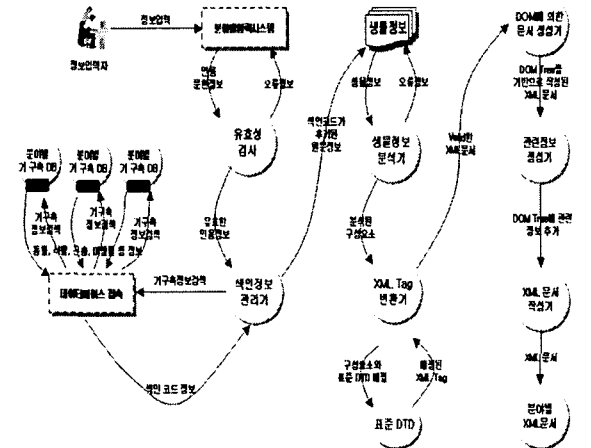 정보입력
정보입력자
오류정보
유효성
검사
유효한
인용정보
색인정보
관리기
기구축정보검색
분야별
기 구축 DB
분야별
기 구축 DB
분야별
기 구축 DB
기구축
정보검색
기구축
정보검색
기구축
정보검색
데이터베이스 접속
색인 코드 정보
색인코드가
추가된
원문정보
생물정보
생물정보
오류정보
생물정보
분석기
분석된
구성요소
XML Tag
변환기
구성요소와
표준 DTD 매칭
매칭된
XML Tag
표준 DTD
Valid한
XML문서
DOM에 의한
문서 생성기
DOM Tree를
기반으로 작성된
XML 문서
관련정보
생성기
DOM Tree에 관련
정보 추가
XML 문서
작성기
XML 문서
분야별
XML문서